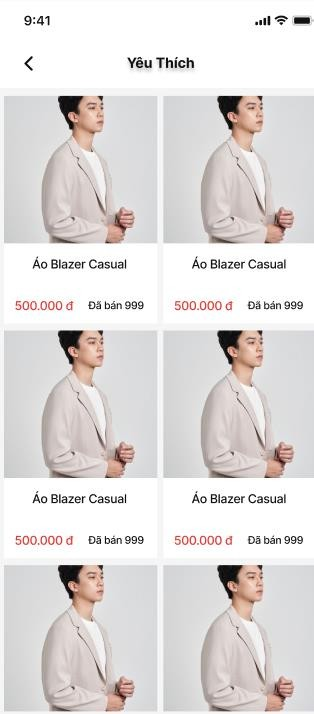 9:41
Yêu Thích
Áo Blazer Casual
Áo Blazer Casual
500.000 đ Đã bán 999
500.000 đ Đã bán 999
Áo Blazer Casual
Áo Blazer Casual
500.000 đ Đã bán 999
500.000 đ Đã bán 999